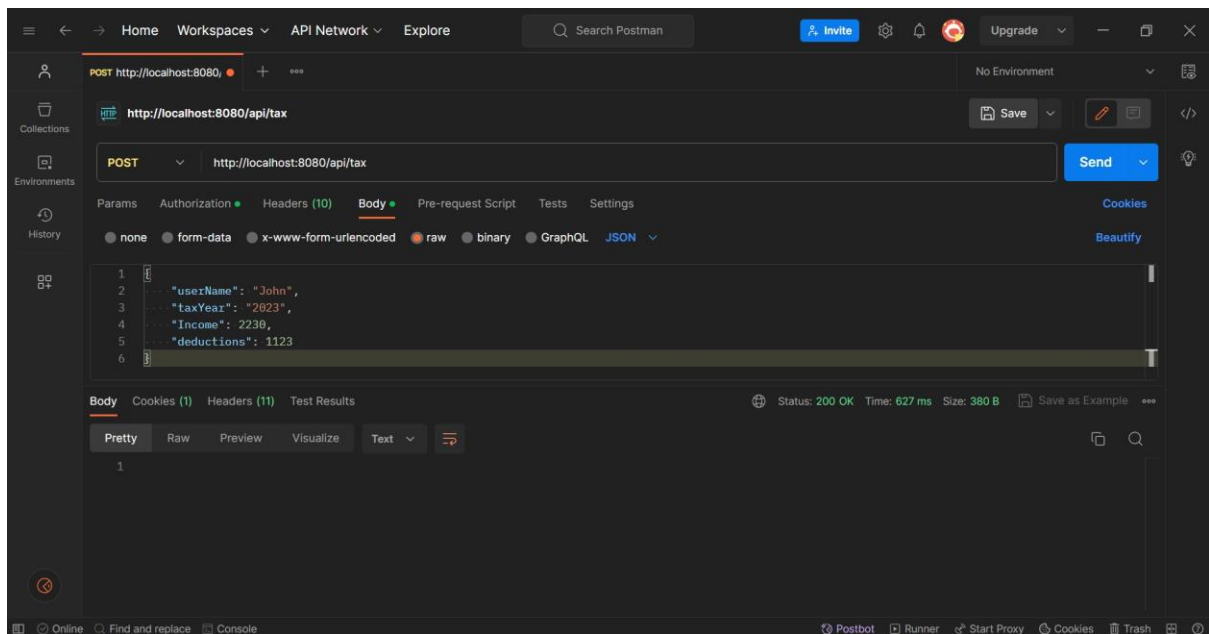 Home Workspaces API Network Explore Search Postman Invite Upgrade
POST http://localhost:8080/ No Environment
HTTP http://localhost:8080/api/tax Save
Collections
POST http://localhost:8080/api/tax Send
Environments
Params Authorization Headers (10) Body Pre-request Script Tests Settings Cookies
History
none form-data x-www-form-urlencoded raw binary GraphQL JSON Beautify
1 {
2 "userName": "John",
3 "taxYear": "2023",
4 "Income": 2230,
5 "deductions": 1123
6 }
Body Cookies (1) Headers (11) Test Results Status: 200 OK Time: 627 ms Size: 380 B Save as Example
Pretty Raw Preview Visualize Text
1
Online Find and replace Console Postbot Runner Start Proxy Cookies Trash